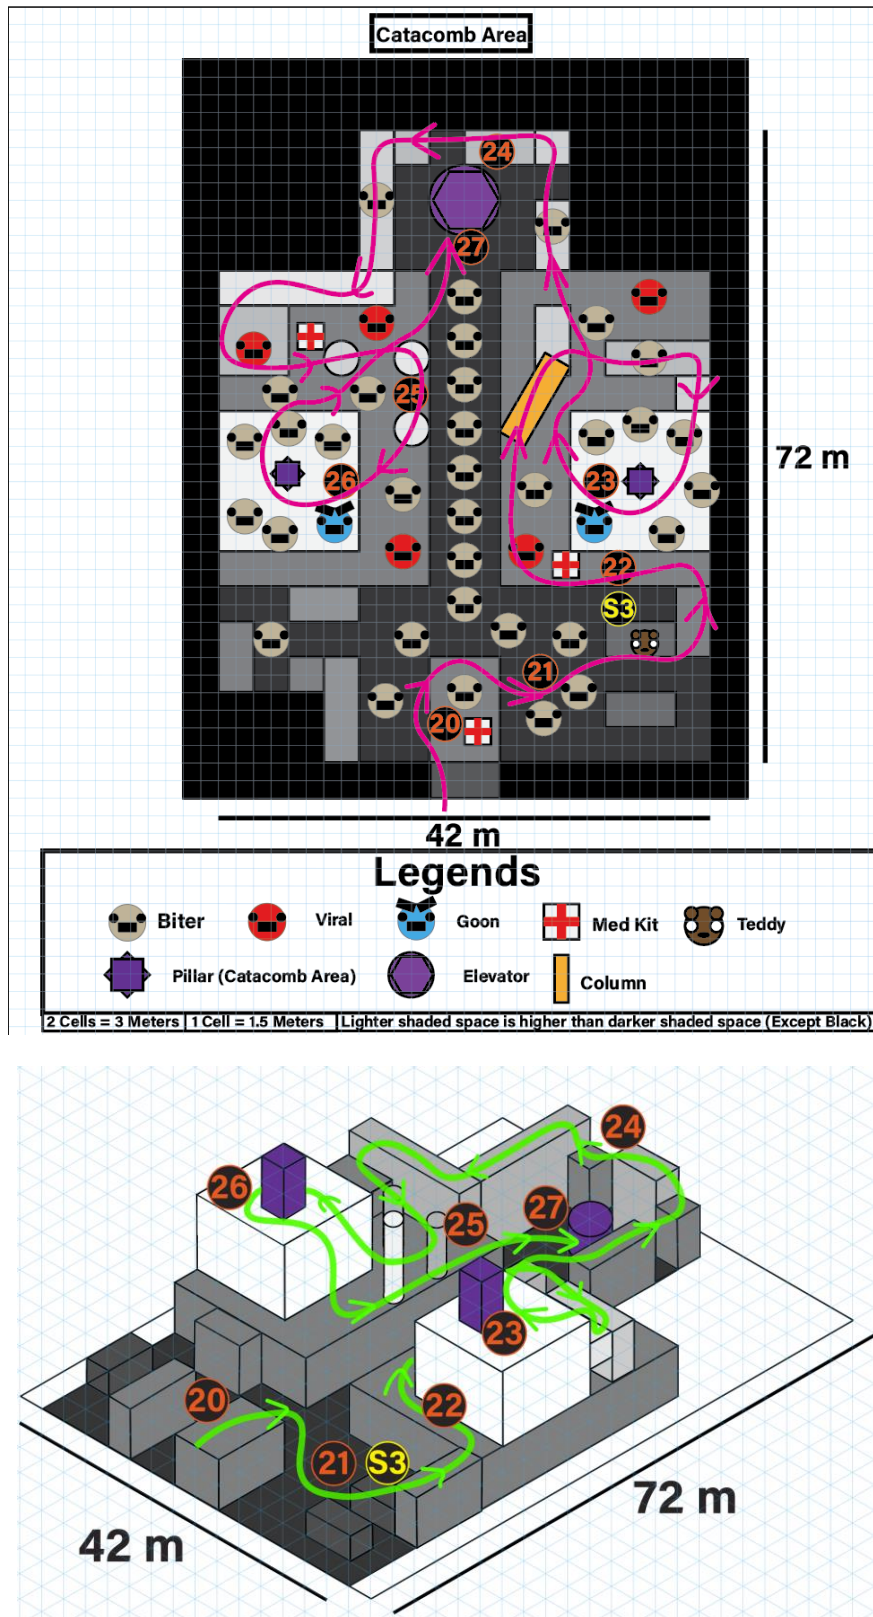 Catacomb Area
24
27
25
26
23
22
S3
21
20
72 m
42 m
Legends
Biter
Viral
Goon
Med Kit
Teddy
Pillar (Catacomb Area)
Elevator
Column
2 Cells = 3 Meters
1 Cell = 1.5 Meters
Lighter shaded space is higher than darker shaded space (Except Black)
24
26
27
25
23
20
22
21
S3
72 m
42 m